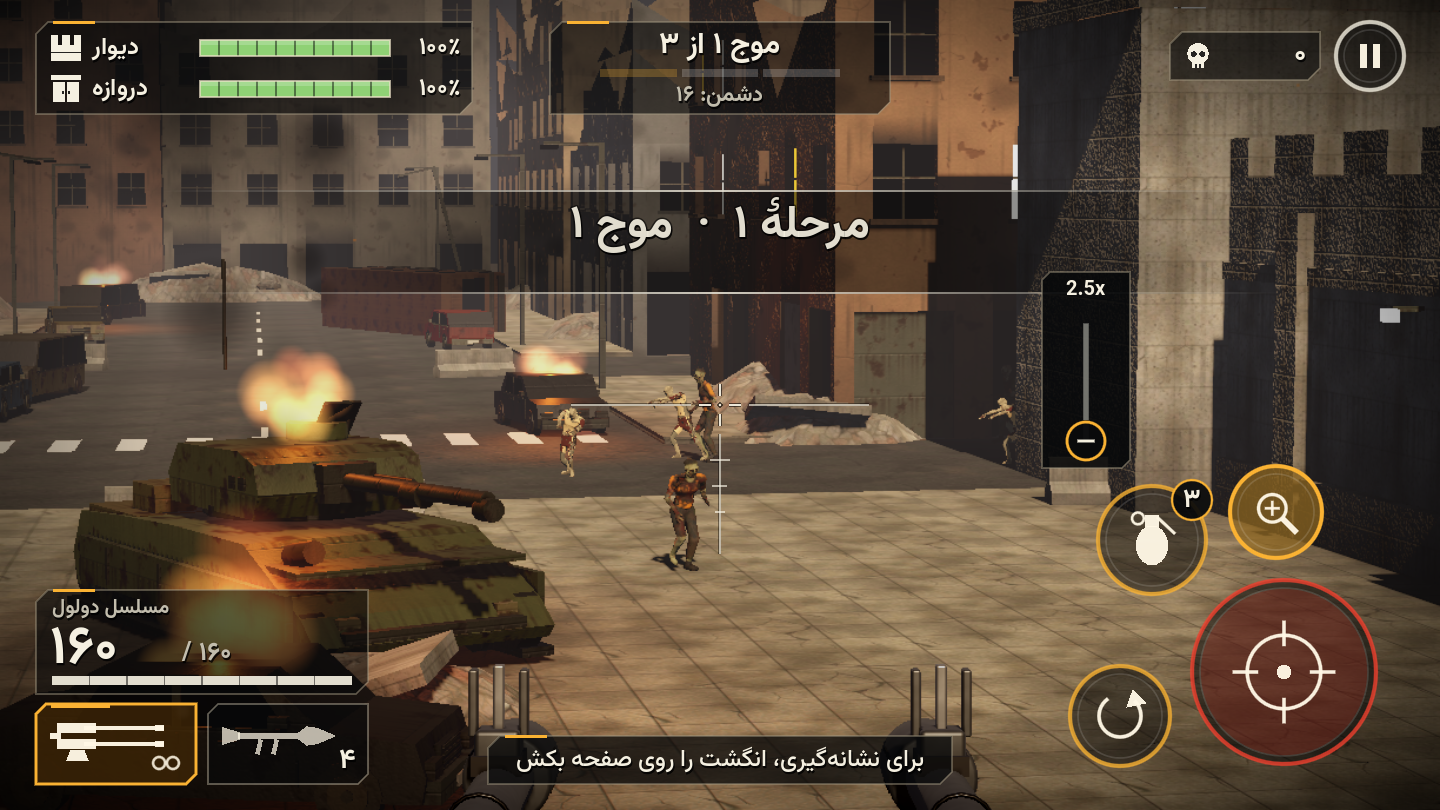 دیوار ۱۰۰٪
دروازه ۱۰۰٪
موج ۱ از ۳
دشمن: ۱۶
۰
مرحلهٔ ۱ · موج ۱
2.5x
۳
مسلسل دولول
۱۶۰ / ۱۶۰
∞
۴
برای نشانه‌گیری، انگشت را روی صفحه بکش